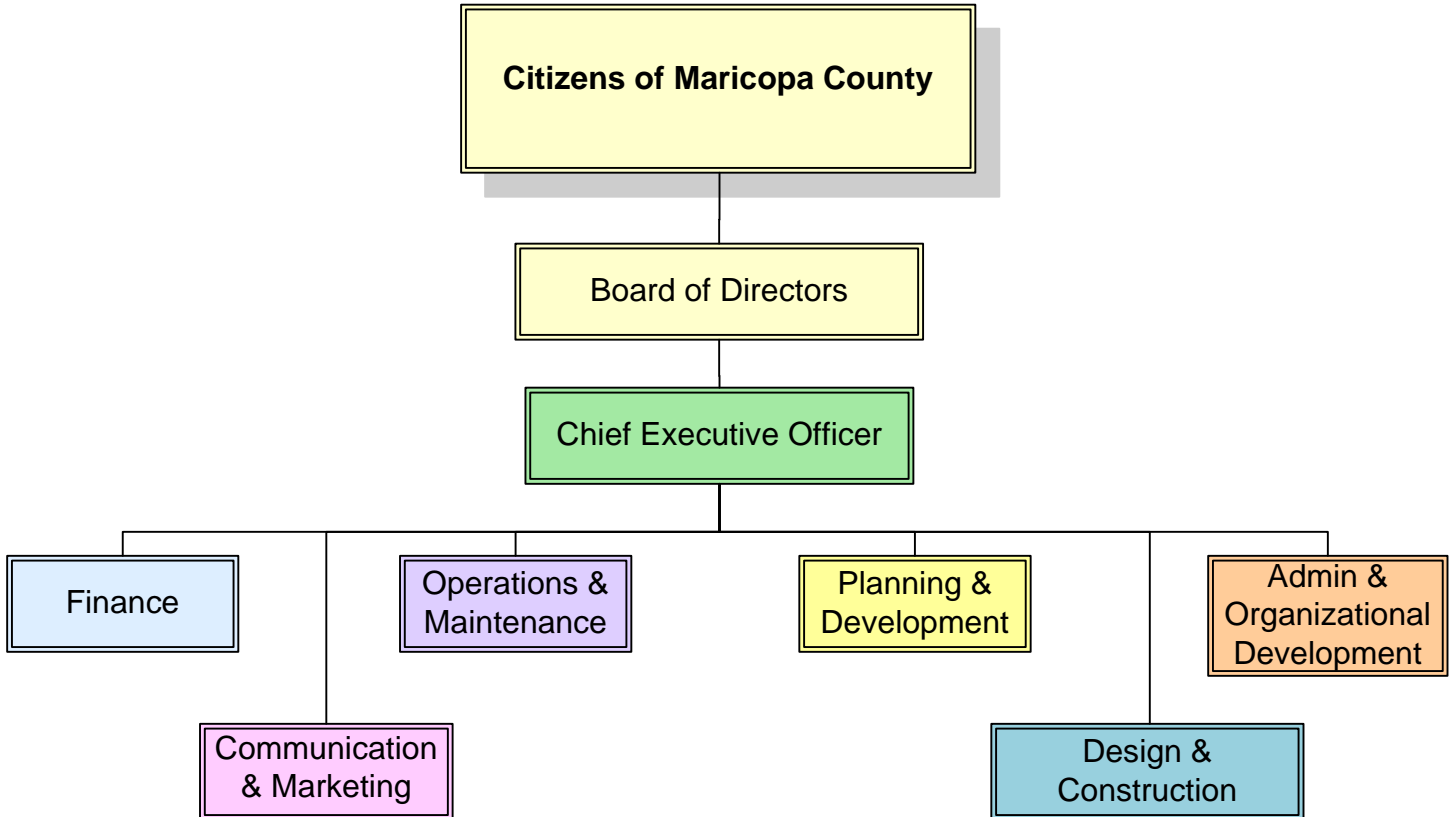 Citizens of Maricopa County
Board of Directors
Chief Executive Officer
Finance
Operations &
Maintenance
Planning &
Development
Admin &
Organizational
Development
Communication
& Marketing
Design &
Construction